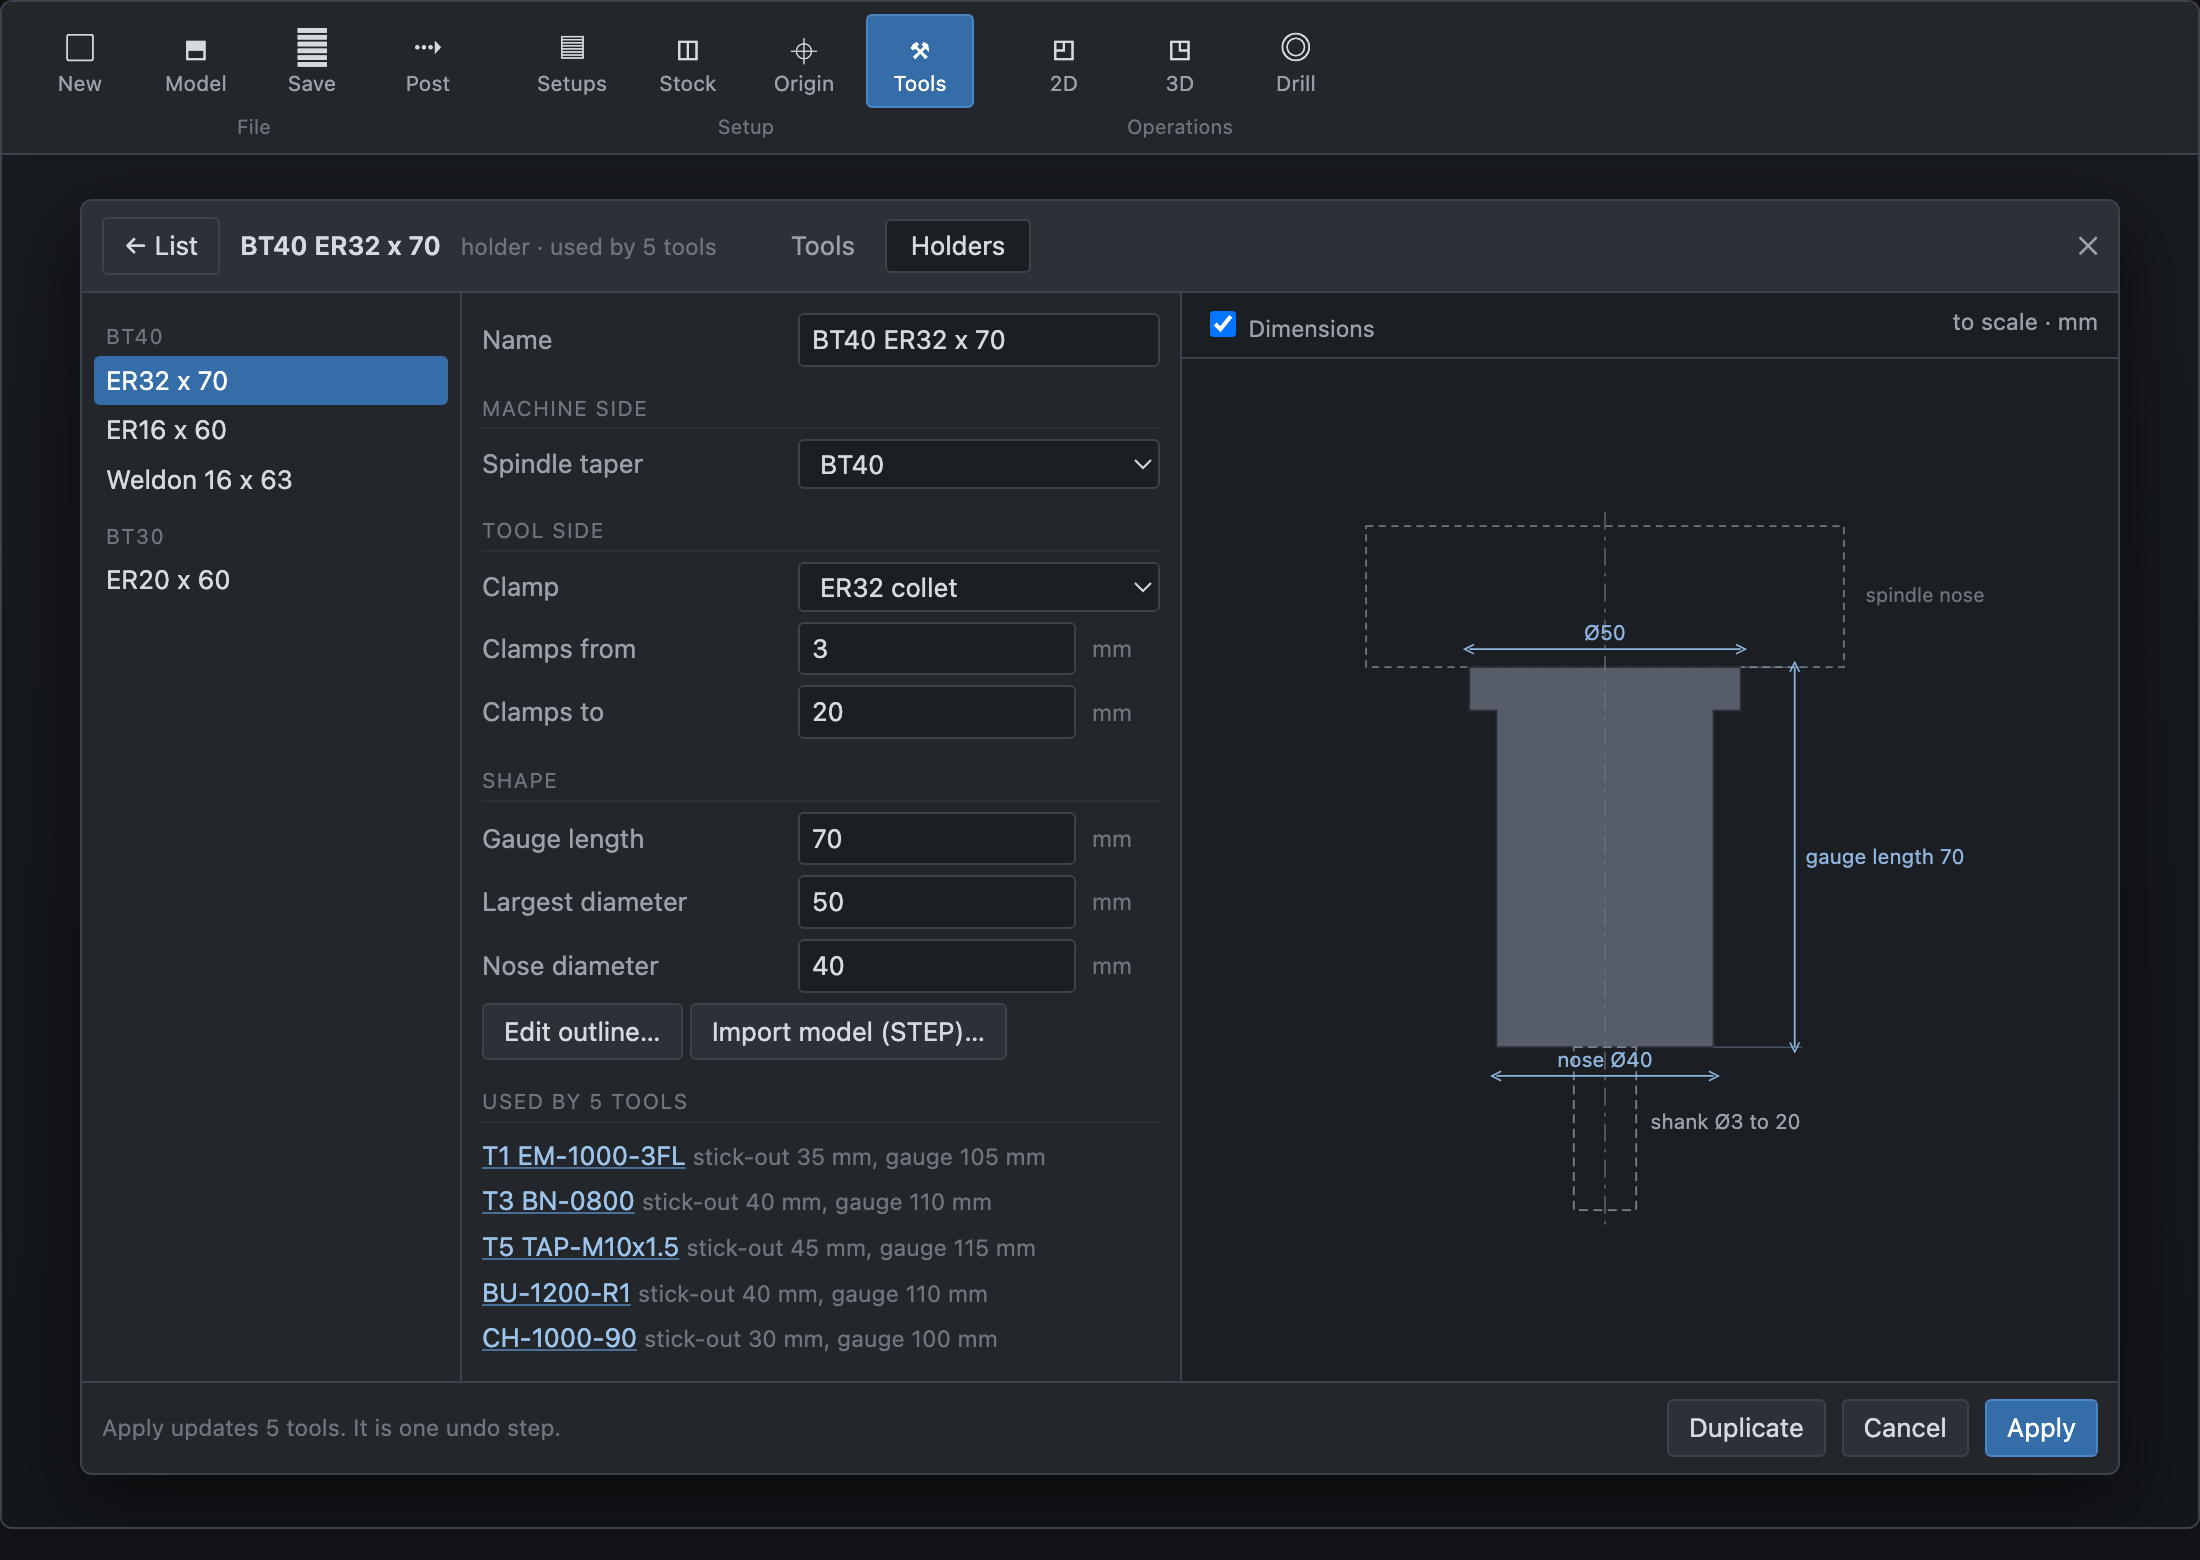 New
Model
Save
Post
Setups
Stock
Origin
Tools
2D
3D
Drill
File
Setup
Operations
← List
BT40 ER32 x 70
holder · used by 5 tools
Tools
Holders
BT40
ER32 x 70
ER16 x 60
Weldon 16 x 63
BT30
ER20 x 60
Name
BT40 ER32 x 70
MACHINE SIDE
Spindle taper
BT40
TOOL SIDE
Clamp
ER32 collet
Clamps from
3
mm
Clamps to
20
mm
SHAPE
Gauge length
70
mm
Largest diameter
50
mm
Nose diameter
40
mm
Edit outline...
Import model (STEP)...
USED BY 5 TOOLS
T1 EM-1000-3FL stick-out 35 mm, gauge 105 mm
T3 BN-0800 stick-out 40 mm, gauge 110 mm
T5 TAP-M10x1.5 stick-out 45 mm, gauge 115 mm
BU-1200-R1 stick-out 40 mm, gauge 110 mm
CH-1000-90 stick-out 30 mm, gauge 100 mm
Dimensions
to scale · mm
spindle nose
Ø50
gauge length 70
nose Ø40
shank Ø3 to 20
Apply updates 5 tools. It is one undo step.
Duplicate
Cancel
Apply